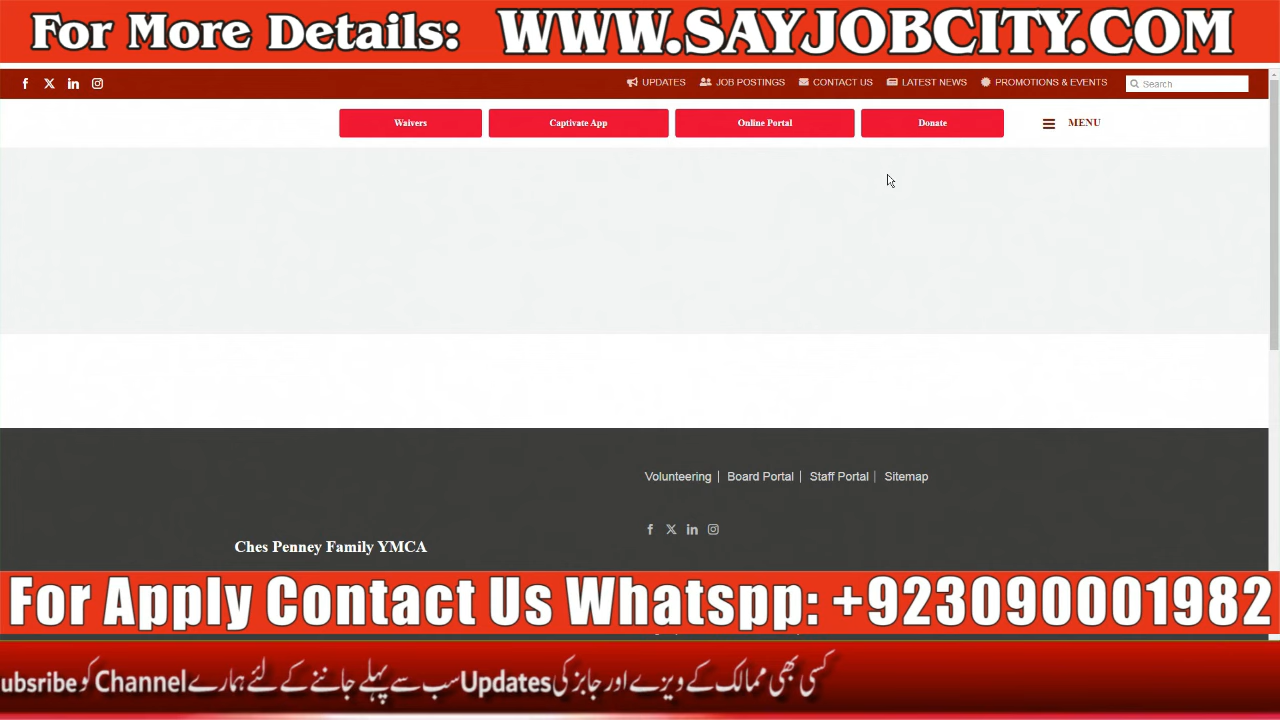 For More Details: WWW.SAYJOBCITY.COM
UPDATES JOB POSTINGS CONTACT US LATEST NEWS PROMOTIONS & EVENTS Search
Waivers Captivate App Online Portal Donate MENU
Volunteering | Board Portal | Staff Portal | Sitemap
Ches Penney Family YMCA
For Apply Contact Us Whatspp: +923090001982
کسی بھی ممالک کے ویزے اور جابز کی Updates سب سے پہلے جاننے کے لئے ہمارے Channel کو ubsribe